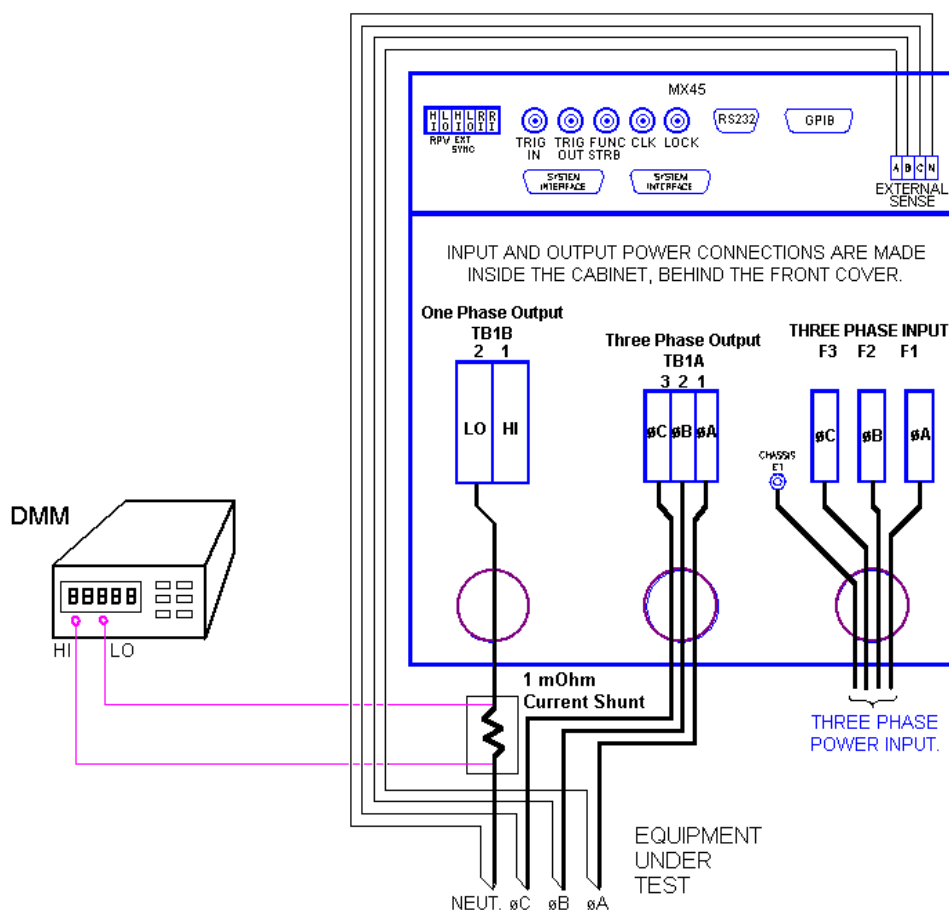 MX45
H L H L R R
I O I O I I
RPV EXT
SYNC
TRIG
IN
TRIG
OUT
FUNC
STRB
CLK
LOCK
RS232
GPIB
SYSTEM
INTERFACE
SYSTEM
INTERFACE
A B C N
EXTERNAL
SENSE
INPUT AND OUTPUT POWER CONNECTIONS ARE MADE
INSIDE THE CABINET, BEHIND THE FRONT COVER.
One Phase Output
TB1B
2 1
LO HI
Three Phase Output
TB1A
3 2 1
øC øB øA
THREE PHASE INPUT
F3 F2 F1
øC øB øA
CHASSIS
E1
DMM
88888
HI LO
1 mOhm
Current Shunt
THREE PHASE
POWER INPUT.
EQUIPMENT
UNDER
TEST
NEUT. øC øB øA